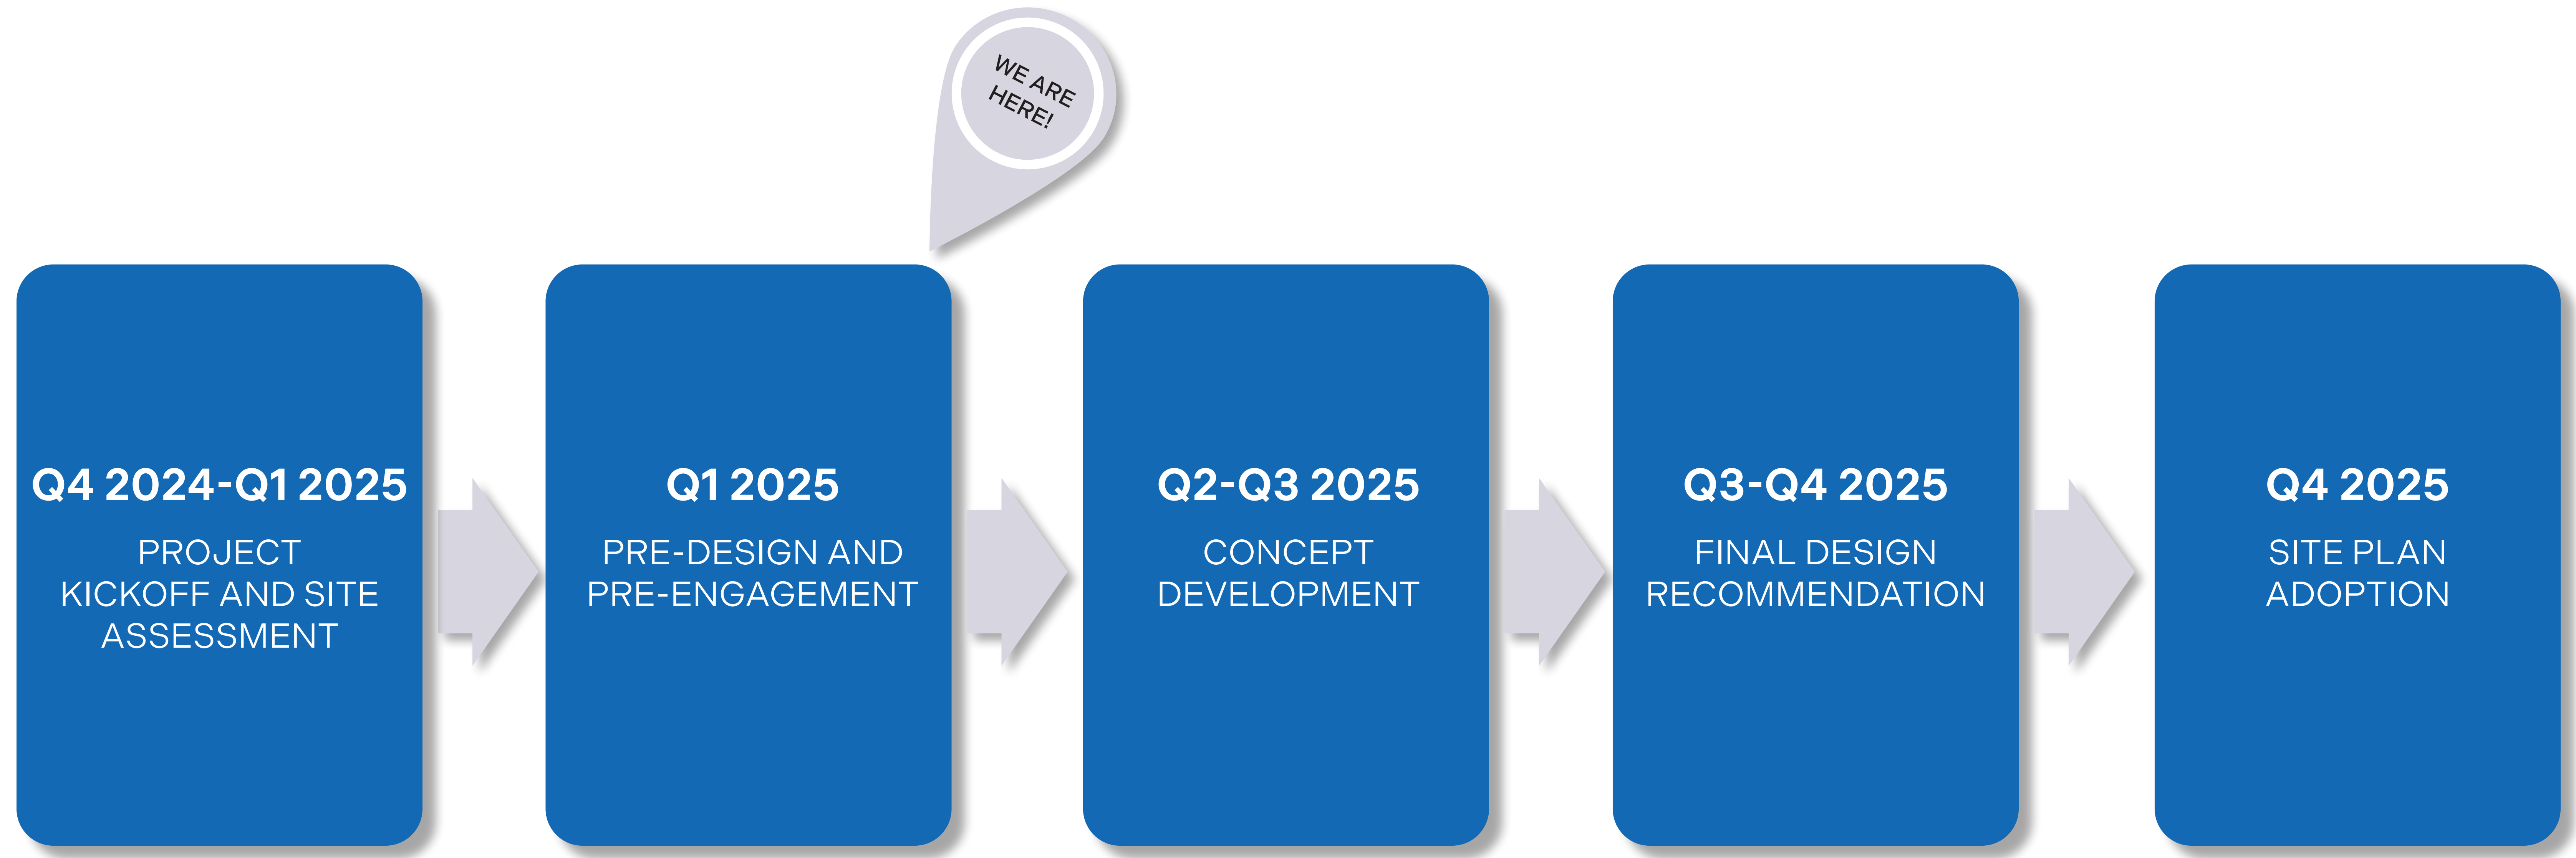 WE ARE
HERE!
Q4 2024-Q1 2025
PROJECT
KICKOFF AND SITE
ASSESSMENT
Q1 2025
PRE-DESIGN AND
PRE-ENGAGEMENT
Q2-Q3 2025
CONCEPT
DEVELOPMENT
Q3-Q4 2025
FINAL DESIGN
RECOMMENDATION
Q4 2025
SITE PLAN
ADOPTION